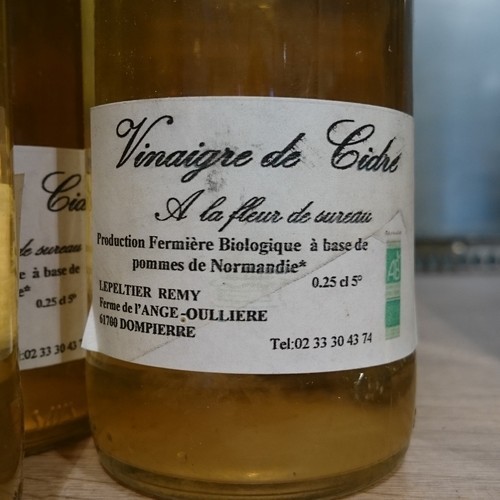 Vinaigre de Cidre
A la fleur de sureau
Production Fermière Biologique à base de
pommes de Normandie*
0.25 cl 5°
LEPELTIER REMY
Ferme de l'ANGE-OULLIERE
61700 DOMPIERRE
Tel:02 33 30 43 74
AB
Cid
de sureau
e à base de
e*
0.25 cl 5°
:02 33 30 43 7